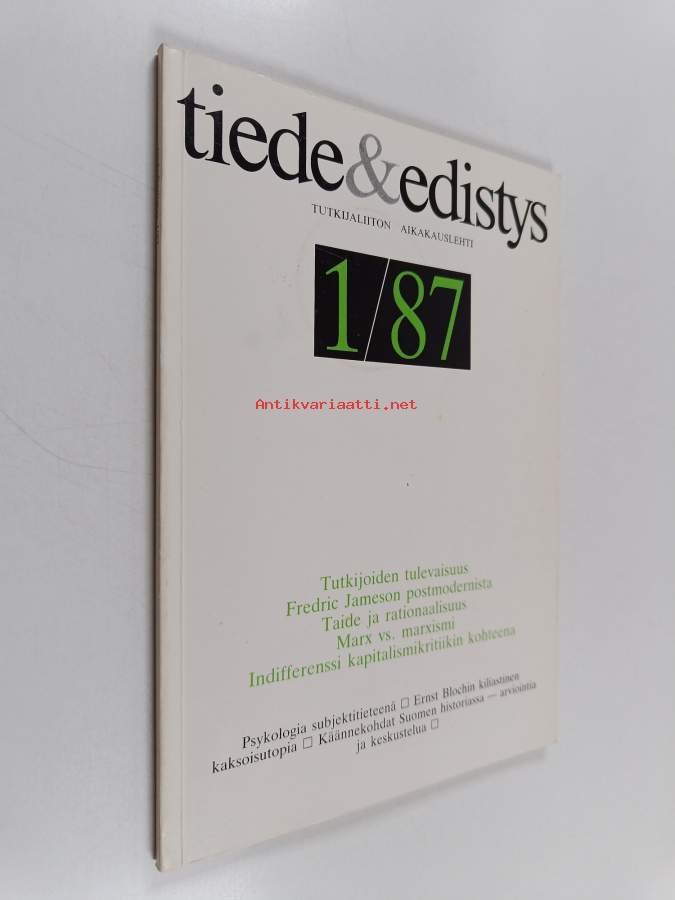 tiede&edistys
TUTKIJALIITON AIKAKAUSLEHTI
1/87
Antikvariaatti.net
Tutkijoiden tulevaisuus
Fredric Jameson postmodernista
Taide ja rationaalisuus
Marx vs. marxismi
Indifferenssi kapitalismikritiikin kohteena
Psykologia subjektitieteenä □ Ernst Blochin kiliastinen
kaksoisutopia □ Käännekohdat Suomen historiassa — arviointia
ja keskustelua □